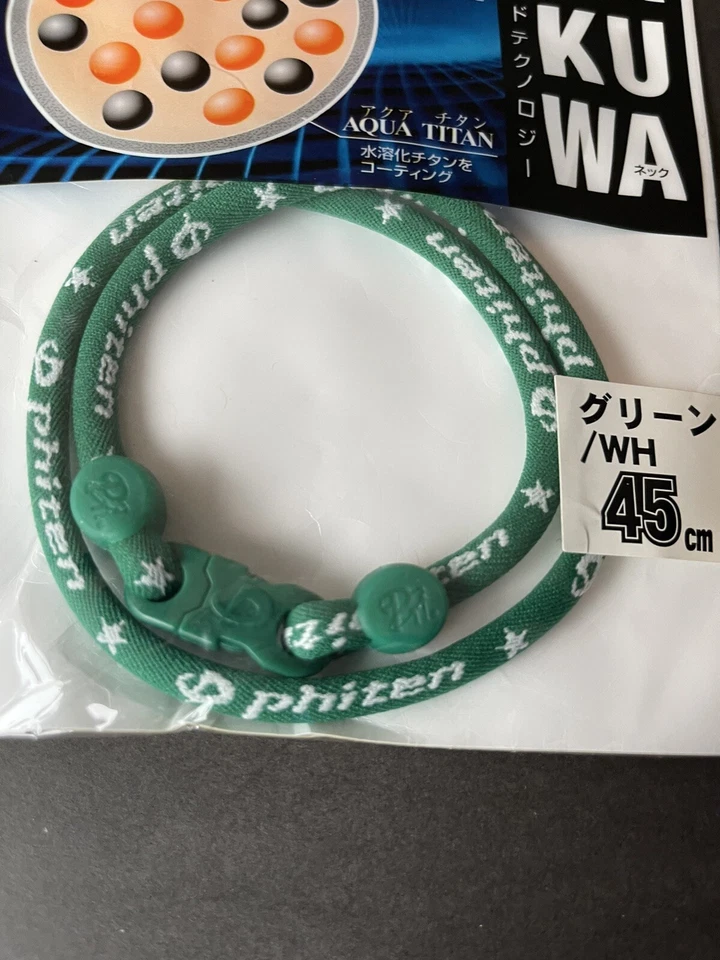 KU
WA
ネック
ドテクノロジー
アクア チタン
AQUA TITAN
水溶化チタンを
コーティング
phiten
phiten
phiten
phiten
phiten
phiten
phiten
グリーン
/WH
45cm